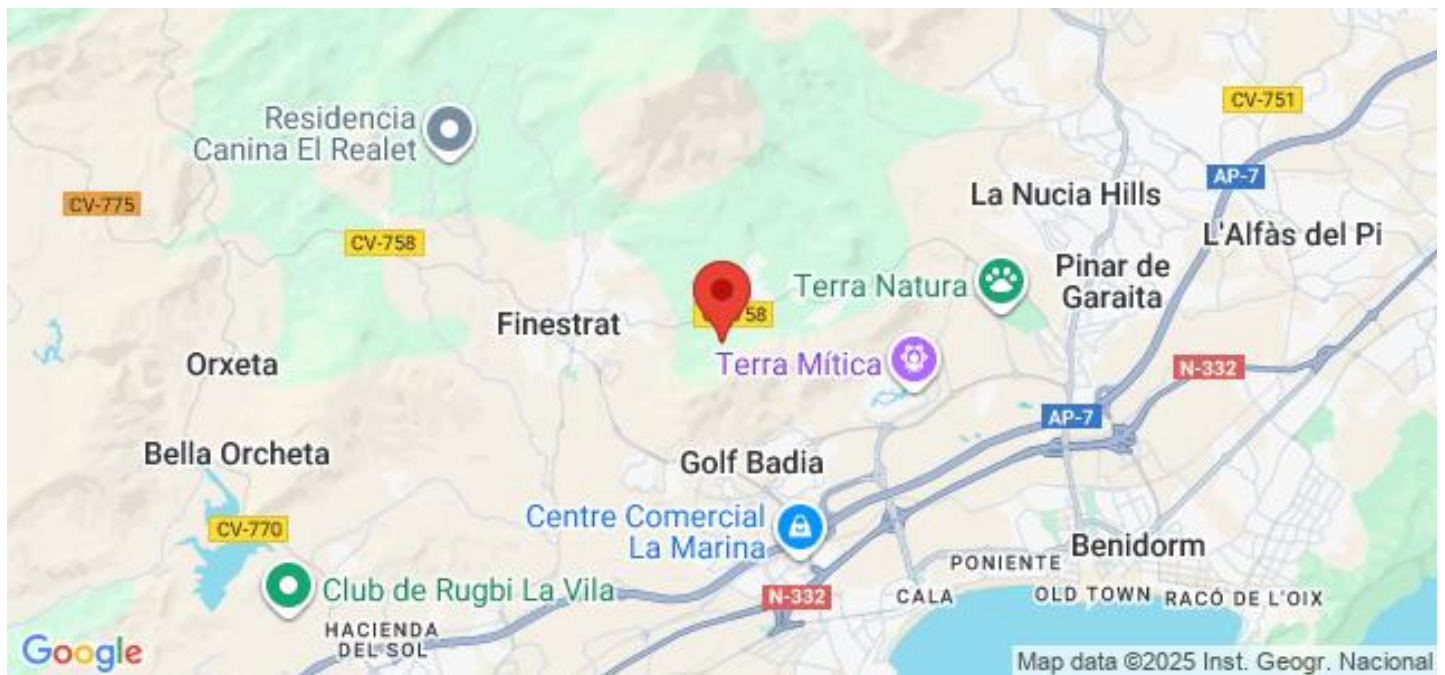 CV-751
Residencia
Canina El Realet
AP-7
La Nucia Hills
CV-775
L'Alfàs del Pi
CV-758
Pinar de
Garaita
Terra Natura
58
Finestrat
Terra Mítica
Orxeta
N-332
AP-7
Bella Orcheta
Golf Badia
Centre Comercial
La Marina
CV-770
Benidorm
PONIENTE
Club de Rugbi La Vila
N-332
CALA
OLD TOWN
RACÓ DE L'OIX
HACIENDA
DEL SOL
Google
Map data ©2025 Inst. Geogr. Nacional